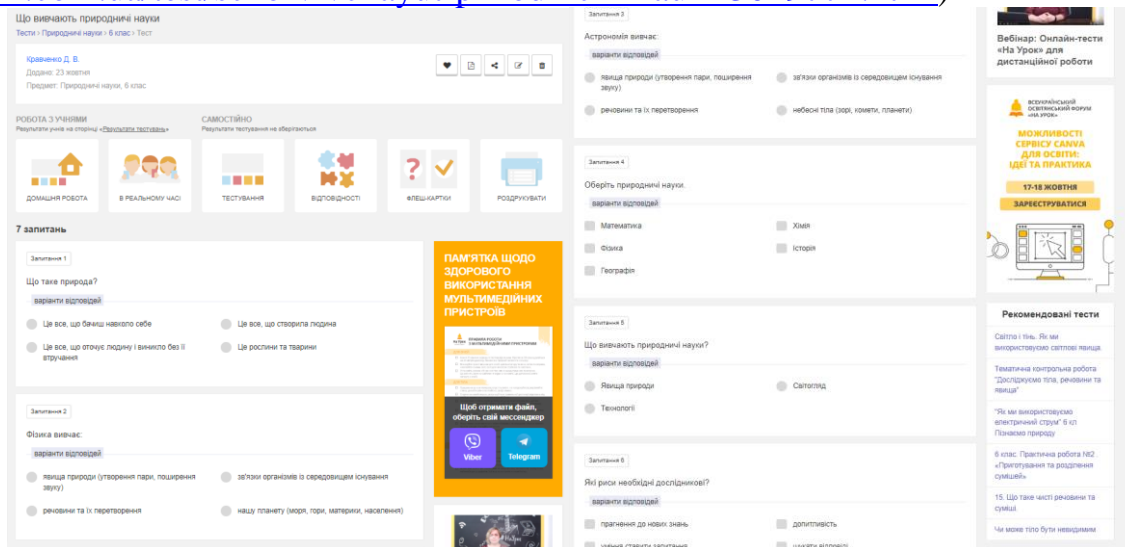 Що вивчають природничі науки
Тести › Природничі науки › 6 клас › Тест
Кравченко Д. В.
Додано: 23 жовтня
Предмет: Природничі науки, 6 клас
РОБОТА З УЧНЯМИ
Результати учнів на сторінці «Результати тестувань»
САМОСТІЙНО
Результати тестування не зберігаються
ДОМАШНЯ РОБОТА
В РЕАЛЬНОМУ ЧАСІ
ТЕСТУВАННЯ
ВІДПОВІДНОСТІ
ФЛЕШ-КАРТКИ
РОЗДРУКУВАТИ
7 запитань
Запитання 1
Що таке природа?
варіанти відповідей
Це все, що бачиш навколо себе
Це все, що створила людина
Це все, що оточує людину і виникло без її
втручання
Це рослини та тварини
Запитання 2
Фізика вивчає:
варіанти відповідей
явища природи (утворення пари, поширення
звуку)
зв'язки організмів із середовищем існування
речовини та їх перетворення
нашу планету (моря, гори, материки, населення)
ПАМ'ЯТКА ЩОДО
ЗДОРОВОГО
ВИКОРИСТАННЯ
МУЛЬТИМЕДІЙНИХ
ПРИСТРОЇВ
Щоб отримати файл,
оберіть свій мессенджер
Viber
Telegram
Запитання 3
Астрономія вивчає:
варіанти відповідей
явища природи (утворення пари, поширення
звуку)
зв'язки організмів із середовищем існування
речовини та їх перетворення
небесні тіла (зорі, комети, планети)
Запитання 4
Оберіть природничі науки.
варіанти відповідей
Математика
Хімія
Фізика
Історія
Географія
Запитання 5
Що вивчають природничі науки?
варіанти відповідей
Явища природи
Світогляд
Технології
Запитання 6
Які риси необхідні дослідникові?
варіанти відповідей
прагнення до нових знань
допитливість
уміння ставити запитання
шукати відповіді
Вебінар: Онлайн-тести
«На Урок» для
дистанційної роботи
ВСЕУКРАЇНСЬКИЙ
ОСВІТЯНСЬКИЙ ФОРУМ
«НА УРОК»
МОЖЛИВОСТІ
СЕРВІСУ CANVA
ДЛЯ ОСВІТИ:
ІДЕЇ ТА ПРАКТИКА
17-18 ЖОВТНЯ
ЗАРЕЄСТРУВАТИСЯ
Рекомендовані тести
Світло і тінь. Як ми
використовуємо світлові явища.
Тематична контрольна робота
"Досліджуємо тіла, речовини та
явища"
"Як ми використовуємо
електричний струм" 6 кл
Пізнаємо природу
6 клас. Практична робота №2.
«Приготування та розділення
сумішей»
15. Що таке чисті речовини та
суміші.
Чи може тіло бути невидимим